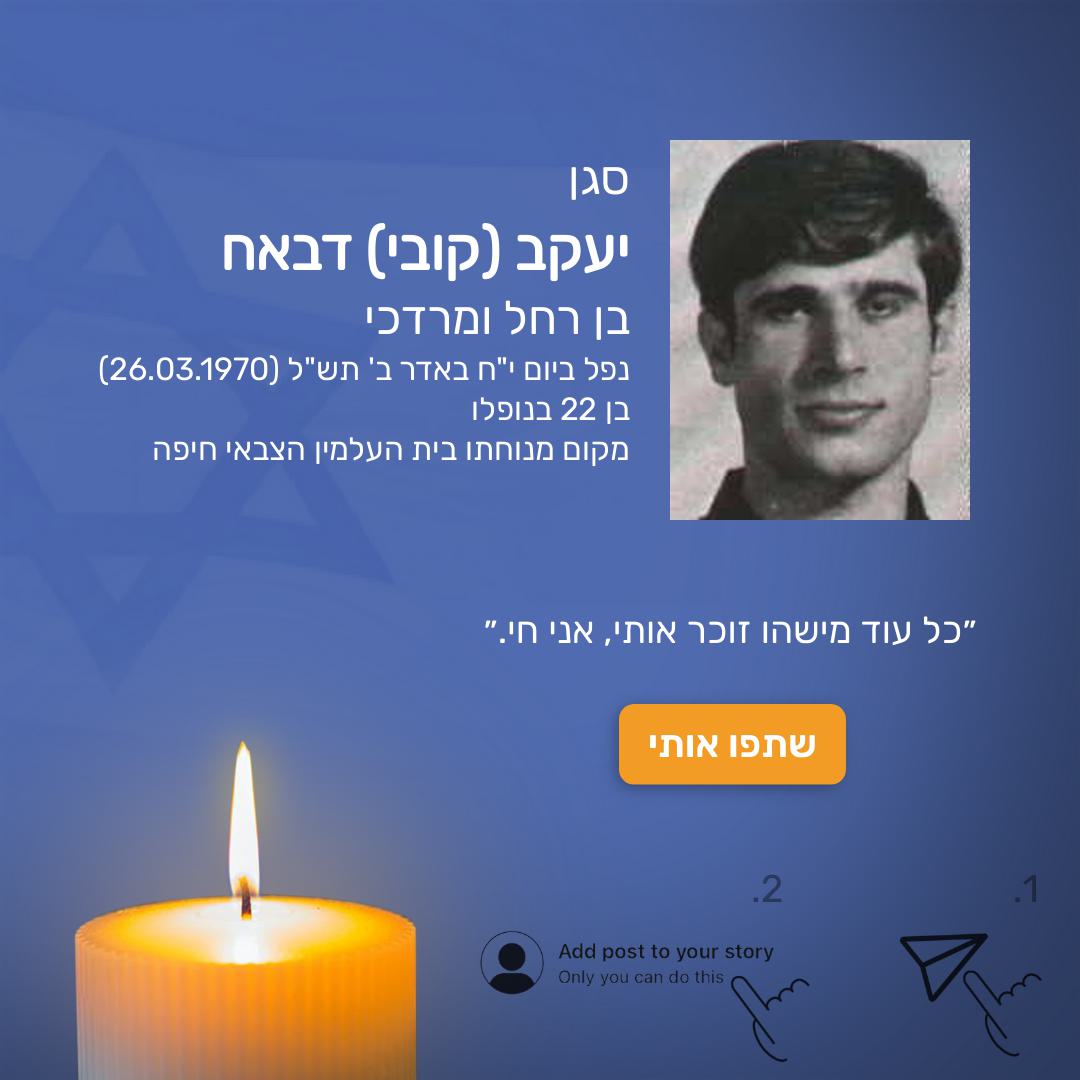 סגן
יעקב (קובי) דבאח
בן רחל ומרדכי
נפל ביום י"ח באדר ב' תש"ל (26.03.1970)
בן 22 בנופלו
מקום מנוחתו בית העלמין הצבאי חיפה
״כל עוד מישהו זוכר אותי, אני חי.״
שתפו אותי
1.
2.
Add post to your story
Only you can do this